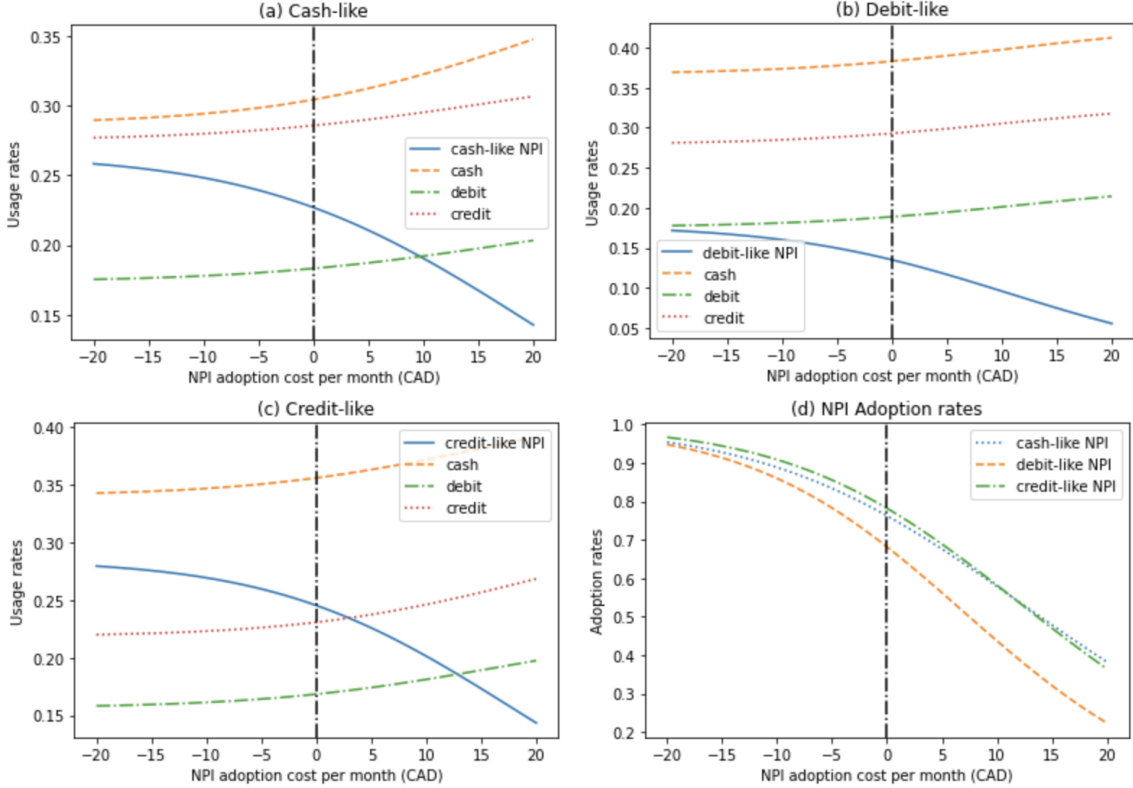 (a) Cash-like
Usage rates
0.35
0.30
0.25
0.20
0.15
cash-like NPI
cash
debit
credit
−20 −15 −10 −5 0 5 10 15 20
NPI adoption cost per month (CAD)
(b) Debit-like
Usage rates
0.40
0.35
0.30
0.25
0.20
0.15
0.10
0.05
debit-like NPI
cash
debit
credit
−20 −15 −10 −5 0 5 10 15 20
NPI adoption cost per month (CAD)
(c) Credit-like
Usage rates
0.40
0.35
0.30
0.25
0.20
0.15
credit-like NPI
cash
debit
credit
−20 −15 −10 −5 0 5 10 15 20
NPI adoption cost per month (CAD)
(d) NPI Adoption rates
Adoption rates
1.0
0.9
0.8
0.7
0.6
0.5
0.4
0.3
0.2
cash-like NPI
debit-like NPI
credit-like NPI
−20 −15 −10 −5 0 5 10 15 20
NPI adoption cost per month (CAD)